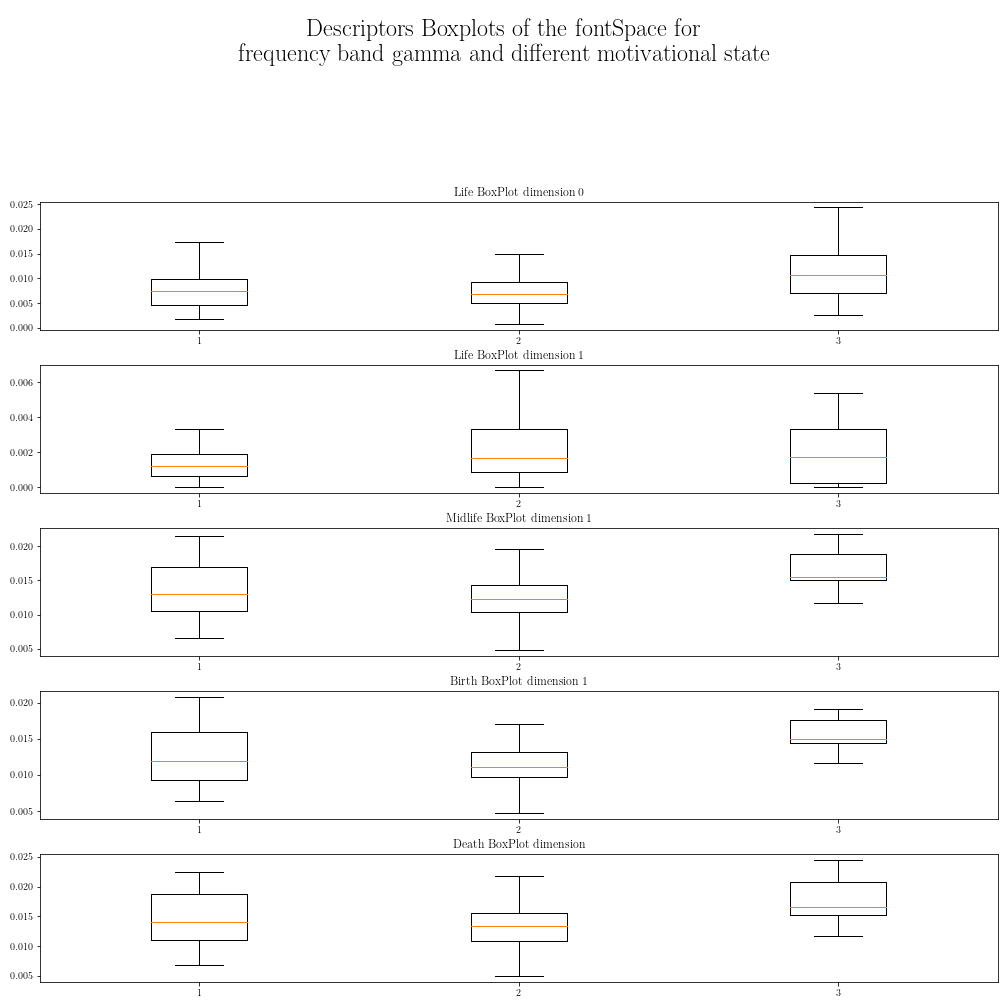 Descriptors Boxplots of the fontSpace for
frequency band gamma and different motivational state
Life BoxPlot dimension 0
0.025
0.020
0.015
0.010
0.005
0.000
1 2 3
Life BoxPlot dimension 1
0.006
0.004
0.002
0.000
1 2 3
Midlife BoxPlot dimension 1
0.020
0.015
0.010
0.005
1 2 3
Birth BoxPlot dimension 1
0.020
0.015
0.010
0.005
1 2 3
Death BoxPlot dimension
0.025
0.020
0.015
0.010
0.005
1 2 3